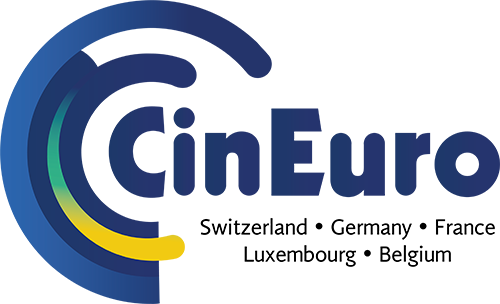 CinEuro
Switzerland • Germany • France
Luxembourg • Belgium